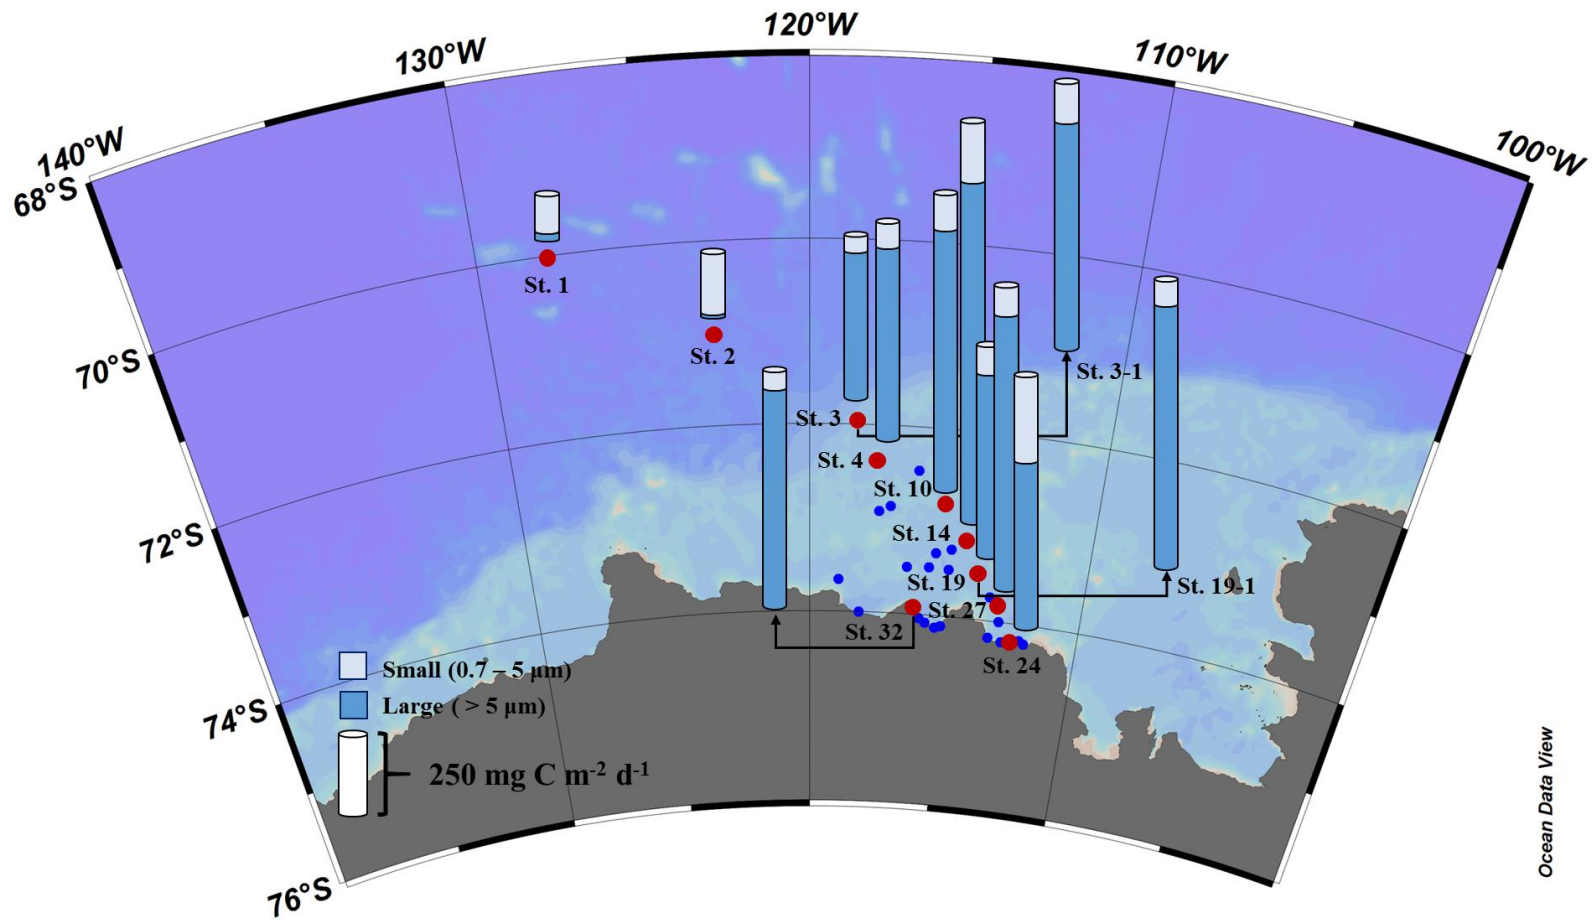 120°W
130°W
110°W
140°W
100°W
68°S
St. 1
St. 2
70°S
St. 3-1
St. 3
St. 4
St. 10
72°S
St. 14
St. 19
St. 19-1
St. 27
St. 32
St. 24
Small (0.7 – 5 μm)
Large ( > 5 μm)
74°S
250 mg C m⁻² d⁻¹
76°S
Ocean Data View